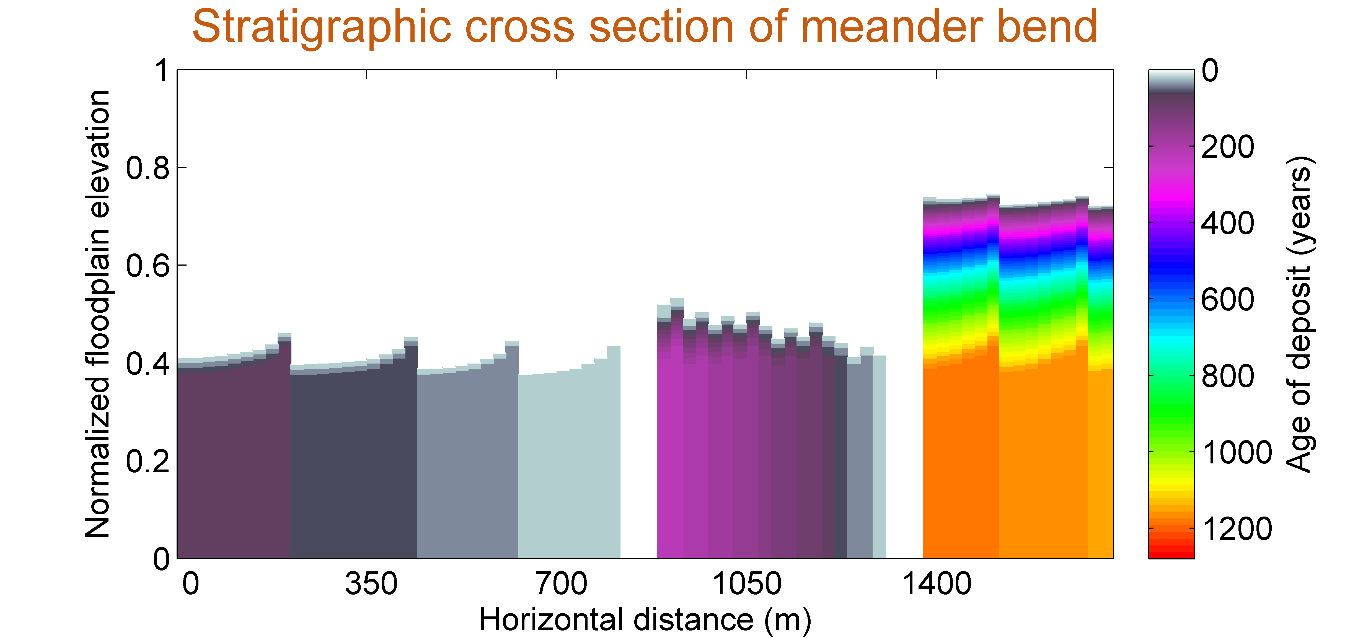 Stratigraphic cross section of meander bend
Normalized floodplain elevation
1
0.8
0.6
0.4
0.2
0
0 350 700 1050 1400
Horizontal distance (m)
0
200
400
600
800
1000
1200
Age of deposit (years)